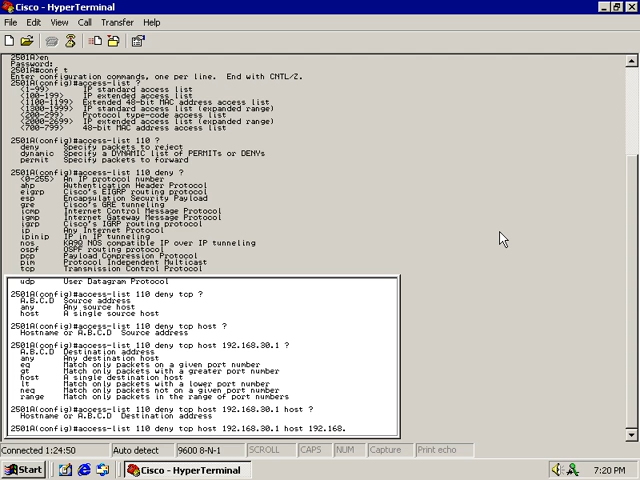 Cisco - HyperTerminal
File Edit View Call Transfer Help
2501A>en
Password:
2501A#conf t
Enter configuration commands, one per line. End with CNTL/Z.
2501A(config)#access-list ?
<1-99> IP standard access list
<100-199> IP extended access list
<1100-1199> Extended 48-bit MAC address access list
<1300-1999> IP standard access list (expanded range)
<200-299> Protocol type-code access list
<2000-2699> IP extended access list (expanded range)
<700-799> 48-bit MAC address access list
2501A(config)#access-list 110 ?
deny Specify packets to reject
dynamic Specify a DYNAMIC list of PERMITs or DENYs
permit Specify packets to forward
2501A(config)#access-list 110 deny ?
<0-255> An IP protocol number
ahp Authentication Header Protocol
eigrp Cisco's EIGRP routing protocol
esp Encapsulation Security Payload
gre Cisco's GRE tunneling
icmp Internet Control Message Protocol
igmp Internet Gateway Message Protocol
igrp Cisco's IGRP routing protocol
ip Any Internet Protocol
ipinip IP in IP tunneling
nos KA9Q NOS compatible IP over IP tunneling
ospf OSPF routing protocol
pcp Payload Compression Protocol
pim Protocol Independent Multicast
tcp Transmission Control Protocol
udp User Datagram Protocol
2501A(config)#access-list 110 deny tcp ?
A.B.C.D Source address
any Any source host
host A single source host
2501A(config)#access-list 110 deny tcp host ?
Hostname or A.B.C.D Source address
2501A(config)#access-list 110 deny tcp host 192.168.30.1 ?
A.B.C.D Destination address
any Any destination host
eq Match only packets on a given port number
gt Match only packets with a greater port number
host A single destination host
lt Match only packets with a lower port number
neq Match only packets not on a given port number
range Match only packets in the range of port numbers
2501A(config)#access-list 110 deny tcp host 192.168.30.1 host ?
Hostname or A.B.C.D Destination address
2501A(config)#access-list 110 deny tcp host 192.168.30.1 host 192.168.
Connected 1:24:50 Auto detect 9600 8-N-1 SCROLL CAPS NUM Capture Print echo
Start Cisco - HyperTerminal 7:20 PM